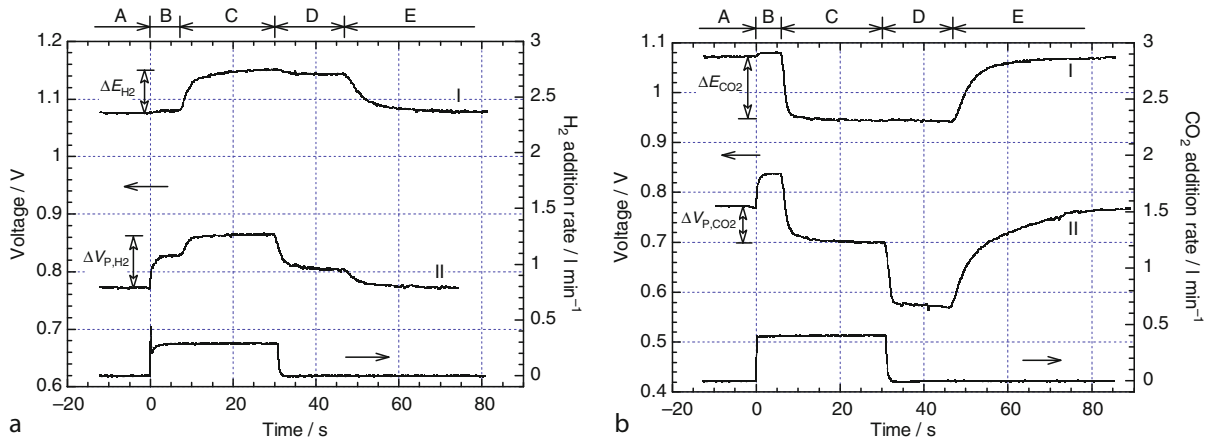 A B C D E
1.2
1.1
1
0.9
0.8
0.7
0.6
Voltage / V
3
2.5
2
1.5
1
0.5
0
H₂ addition rate / l min⁻¹
ΔE_H2
I
ΔV_P,H2
II
−20 0 20 40 60 80
Time / s
a
A B C D E
1.1
1
0.9
0.8
0.7
0.6
0.5
0.4
Voltage / V
3
2.5
2
1.5
1
0.5
0
CO₂ addition rate / l min⁻¹
ΔE_CO2
I
ΔV_P,CO2
II
−20 0 20 40 60 80
Time / s
b